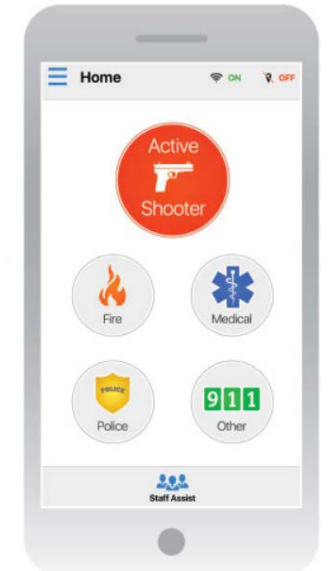 Home ON OFF
Active
Shooter
Fire Medical
POLICE 911
Police Other
Staff Assist